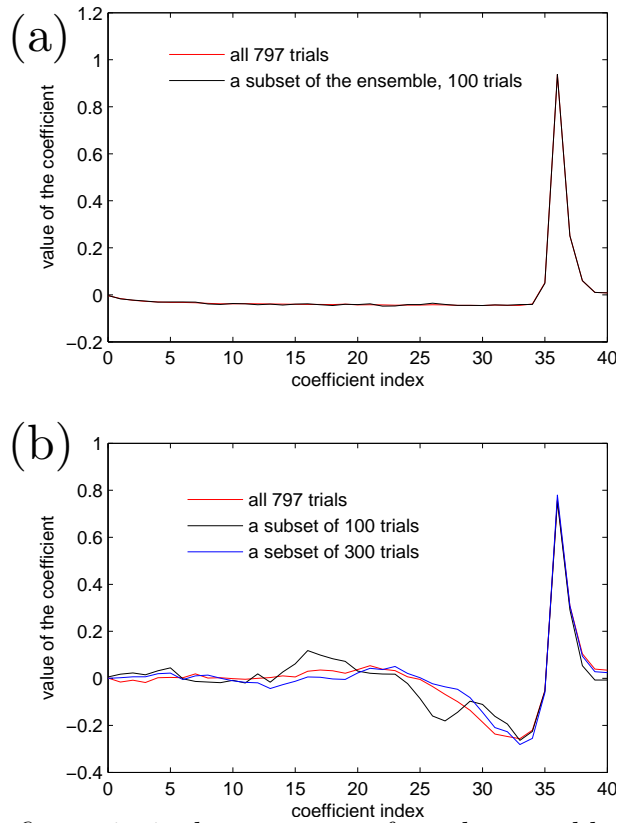 (a)
1.2
1
0.8
0.6
0.4
0.2
0
−0.2
value of the coefficient
all 797 trials
a subset of the ensemble, 100 trials
0 5 10 15 20 25 30 35 40
coefficient index
(b)
1
0.8
0.6
0.4
0.2
0
−0.2
−0.4
value of the coefficient
all 797 trials
a subset of 100 trials
a sebset of 300 trials
0 5 10 15 20 25 30 35 40
coefficient index